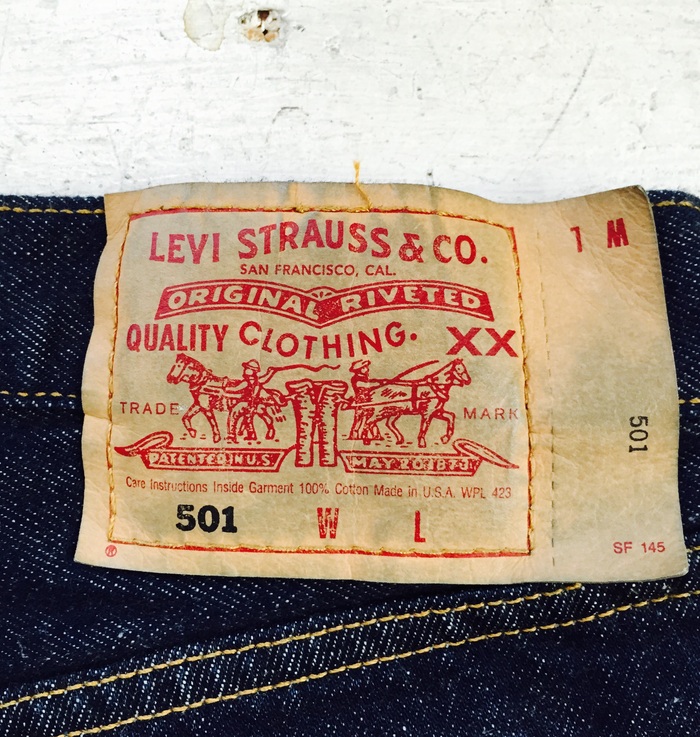 LEVI STRAUSS & CO.
SAN FRANCISCO, CAL.
ORIGINAL RIVETED
QUALITY CLOTHING. XX
TRADE MARK
PATENTED IN U.S. MAY 20 1873
Care Instructions Inside Garment 100% Cotton Made in U.S.A. WPL 423
501 W L
®
1 M
501
SF 145